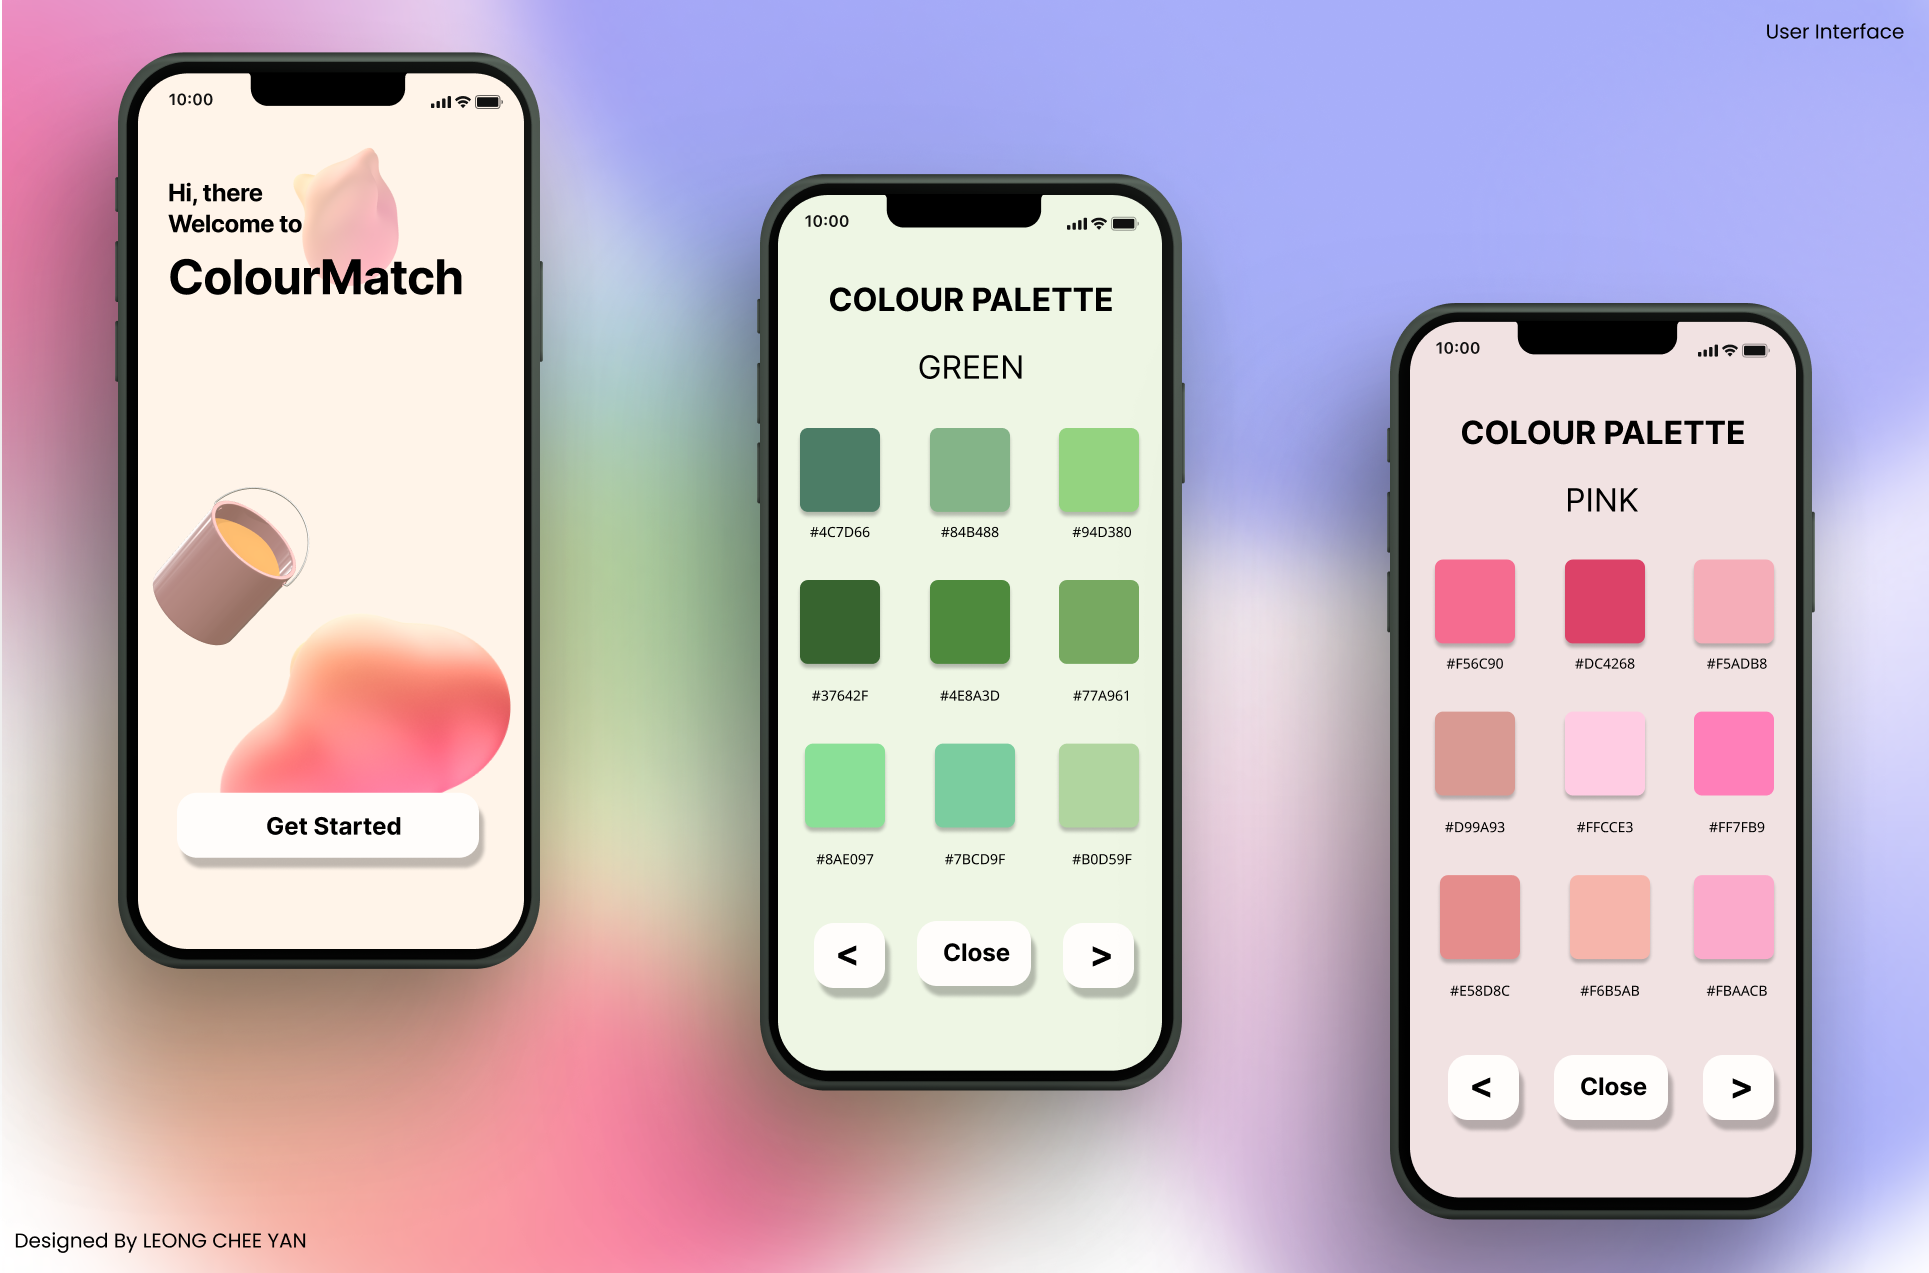 User Interface
10:00
Hi, there
Welcome to
ColourMatch
Get Started
10:00
COLOUR PALETTE
GREEN
#4C7D66 #84B488 #94D380
#37642F #4E8A3D #77A961
#8AE097 #7BCD9F #B0D59F
< Close >
10:00
COLOUR PALETTE
PINK
#F56C90 #DC4268 #F5ADB8
#D99A93 #FFCCE3 #FF7FB9
#E58D8C #F6B5AB #FBAACB
< Close >
Designed By LEONG CHEE YAN